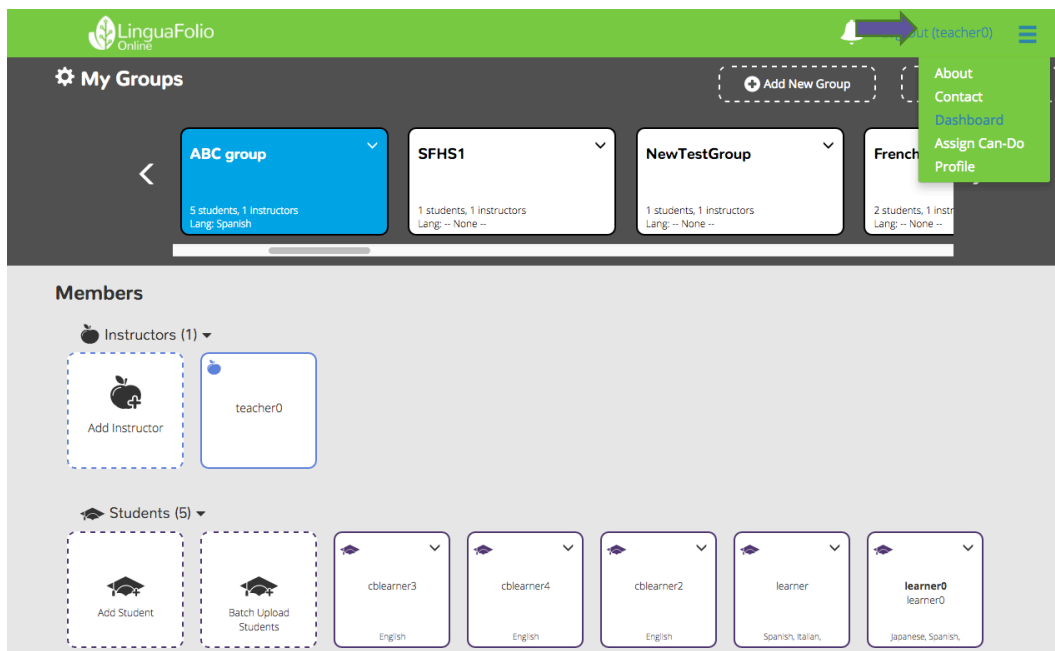 LinguaFolio
Online
out (teacher0)
My Groups
Add New Group
About
Contact
Dashboard
Assign Can-Do
Profile
ABC group
5 students, 1 Instructors
Lang: Spanish
SFHS1
1 students, 1 instructors
Lang: -- None --
NewTestGroup
1 students, 1 instructors
Lang: -- None --
French
2 students, 1 instr
Lang: -- None --
Members
Instructors (1)
Add Instructor
teacher0
Students (5)
Add Student
Batch Upload
Students
cblearner3
English
cblearner4
English
cblearner2
English
learner
Spanish, Italian,
learner0
learner0
Japanese, Spanish,